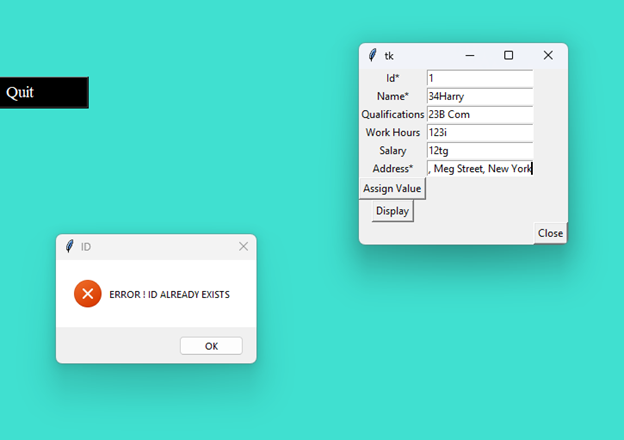 tk
Id* 1
Name* 34Harry
Qualifications 23B Com
Work Hours 123i
Salary 12tg
Address* , Meg Street, New York
Assign Value
Display
Close
Quit
ID
ERROR ! ID ALREADY EXISTS
OK